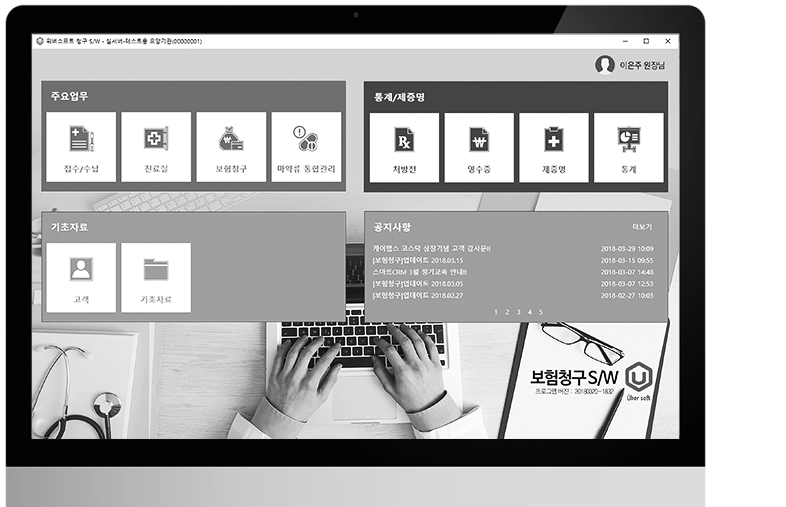 위버소프트 청구 S/W - 실서버-테스트용 요양기관(00000001)
이은주 원장님
주요업무
접수/수납
진료실
보험청구
마약류 통합관리
통계/제증명
처방전
영수증
제증명
통계
기초자료
고객
기초자료
공지사항
더보기
케어랩스 코스닥 상장기념 고객 감사문!! 2018-03-29 10:09
[보험청구]업데이트 2018.03.15 2018-03-15 09:55
스마트CRM 3월 정기교육 안내!! 2018-03-07 14:48
[보험청구]업데이트 2018.03.05 2018-03-07 12:53
[보험청구]업데이트 2018.02.27 2018-02-27 10:03
1 2 3 4 5
보험청구 S/W
프로그램 버전 : 20180320-1832
Über soft